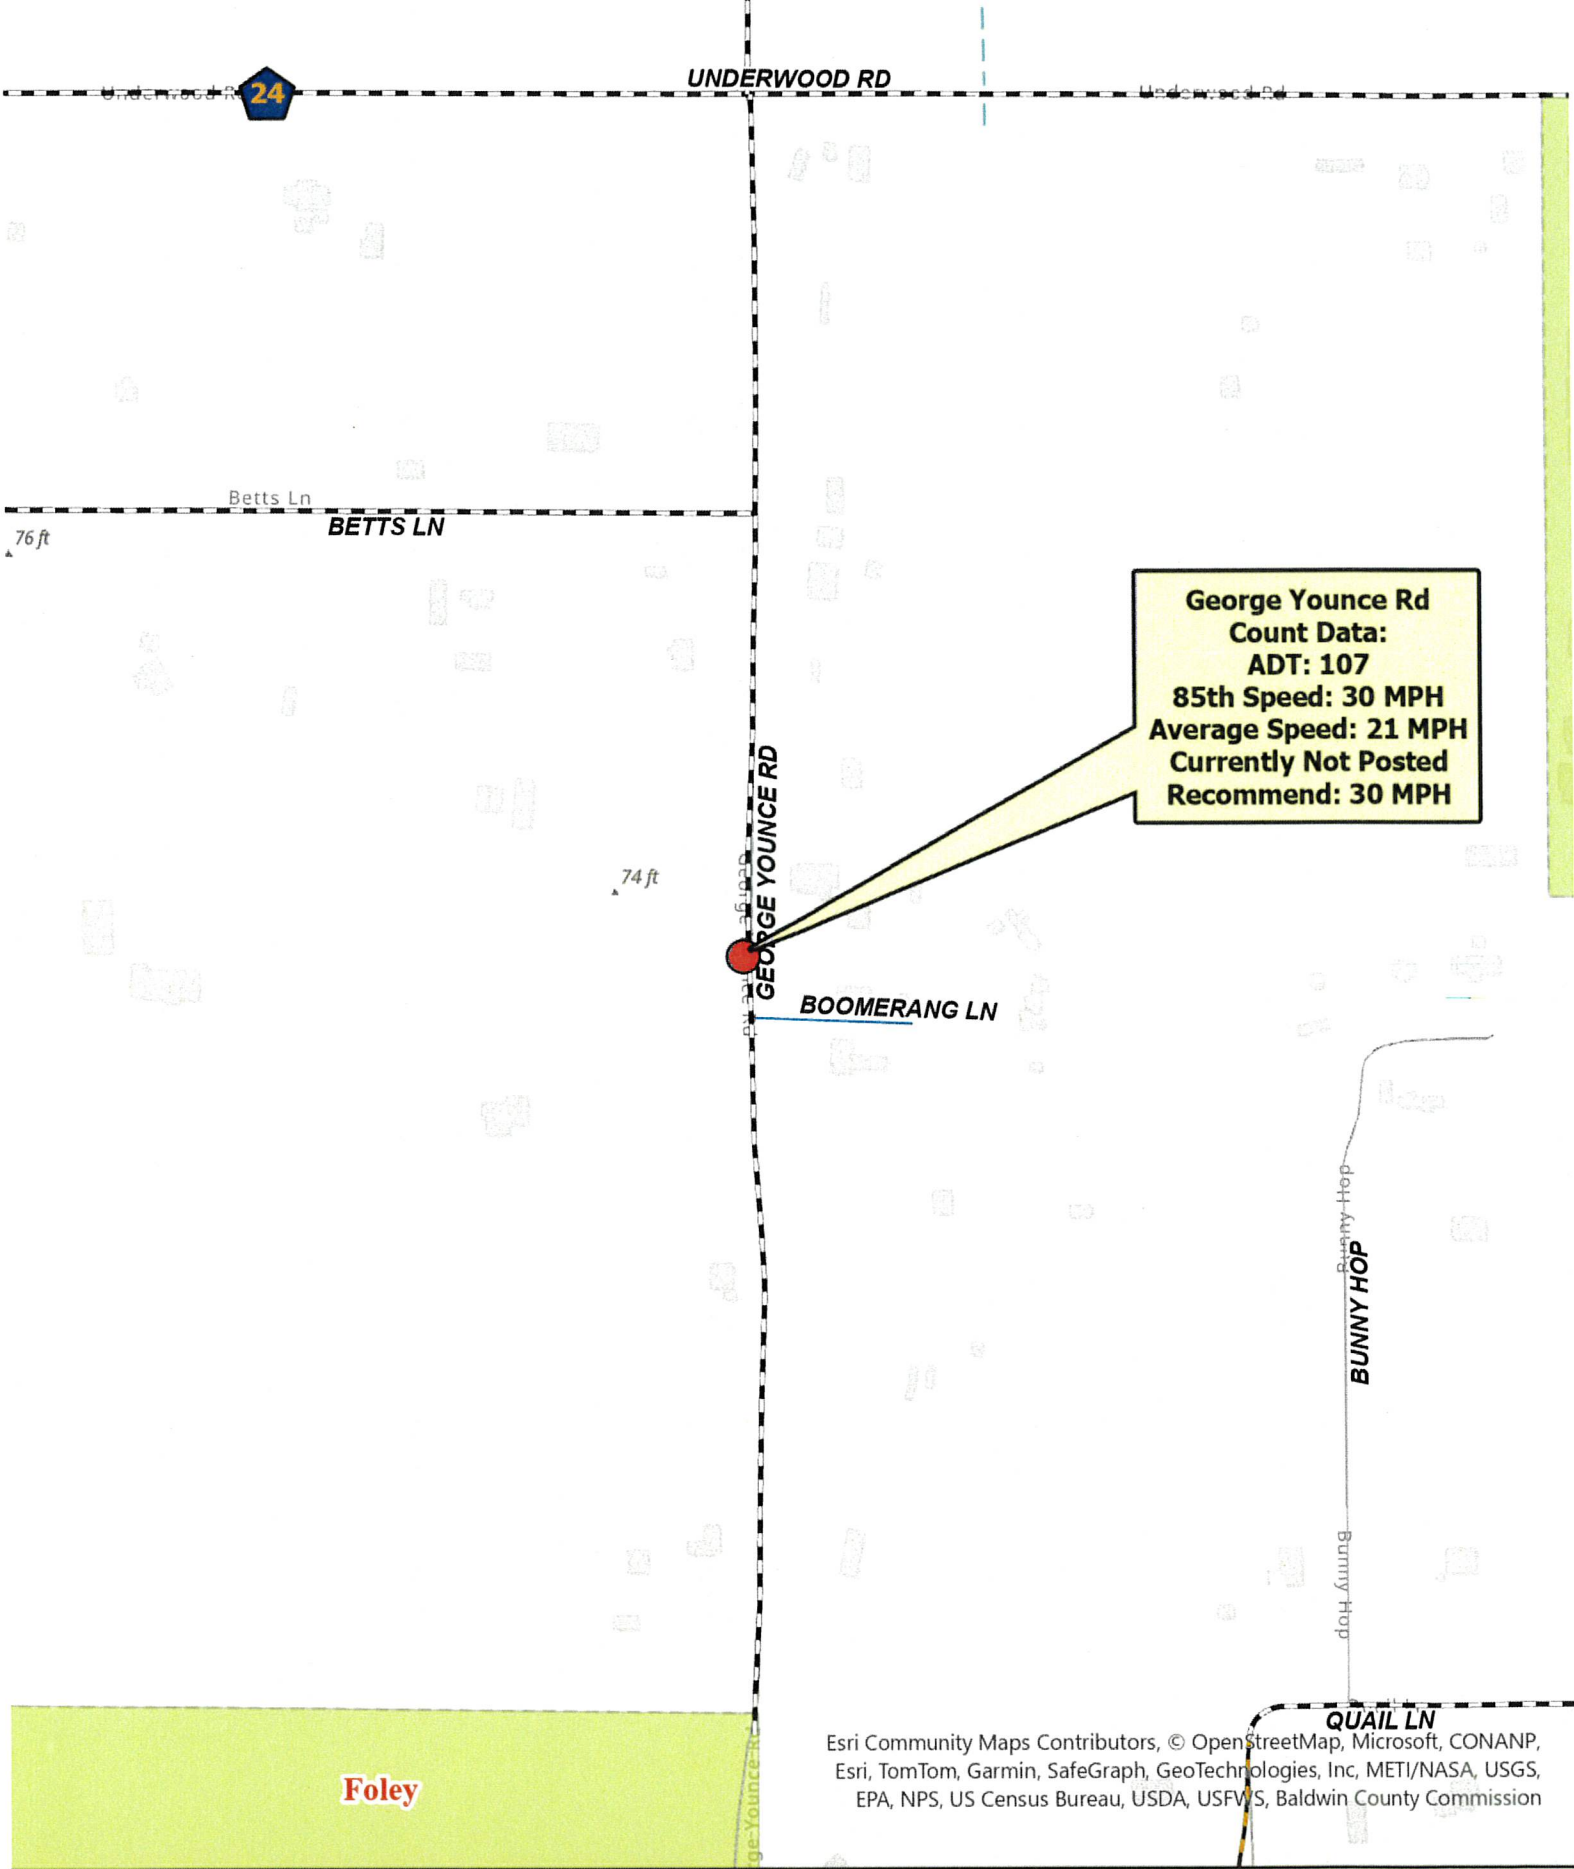 UNDERWOOD RD
24
Underwood Rd
Betts Ln
BETTS LN
76 ft
George Younce Rd
Count Data:
ADT: 107
85th Speed: 30 MPH
Average Speed: 21 MPH
Currently Not Posted
Recommend: 30 MPH
GEORGE YOUNCE RD
74 ft
George
BOOMERANG LN
Bunny Hop
BUNNY HOP
Bunny Hop
QUAIL LN
Esri Community Maps Contributors, © OpenStreetMap, Microsoft, CONANP,
Esri, TomTom, Garmin, SafeGraph, GeoTechnologies, Inc, METI/NASA, USGS,
EPA, NPS, US Census Bureau, USDA, USFWS, Baldwin County Commission
Foley